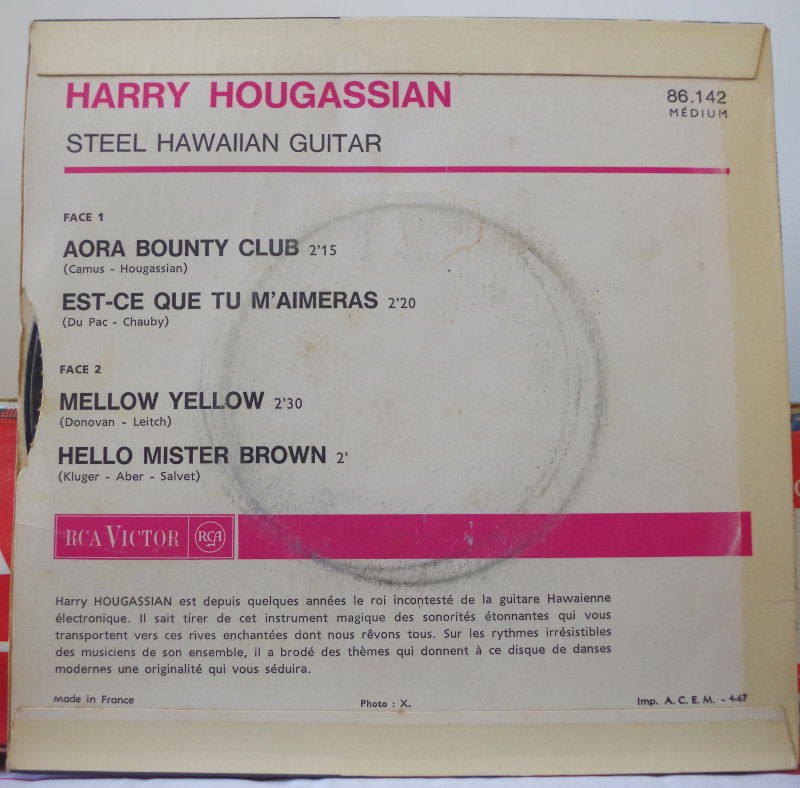 HARRY HOUGASSIAN
86.142
MÉDIUM
STEEL HAWAIIAN GUITAR
FACE 1
AORA BOUNTY CLUB 2'15
(Camus - Hougassian)
EST-CE QUE TU M'AIMERAS 2'20
(Du Pac - Chauby)
FACE 2
MELLOW YELLOW 2'30
(Donovan - Leitch)
HELLO MISTER BROWN 2'
(Kluger - Aber - Salvet)
RCA VICTOR RCA
Harry HOUGASSIAN est depuis quelques années le roi incontesté de la guitare Hawaienne
électronique. Il sait tirer de cet instrument magique des sonorités étonnantes qui vous
transportent vers ces rives enchantées dont nous rêvons tous. Sur les rythmes irrésistibles
des musiciens de son ensemble, il a brodé des thèmes qui donnent à ce disque de danses
modernes une originalité qui vous séduira.
made in France
Photo : X.
Imp. A. C. E. M. - 4-67